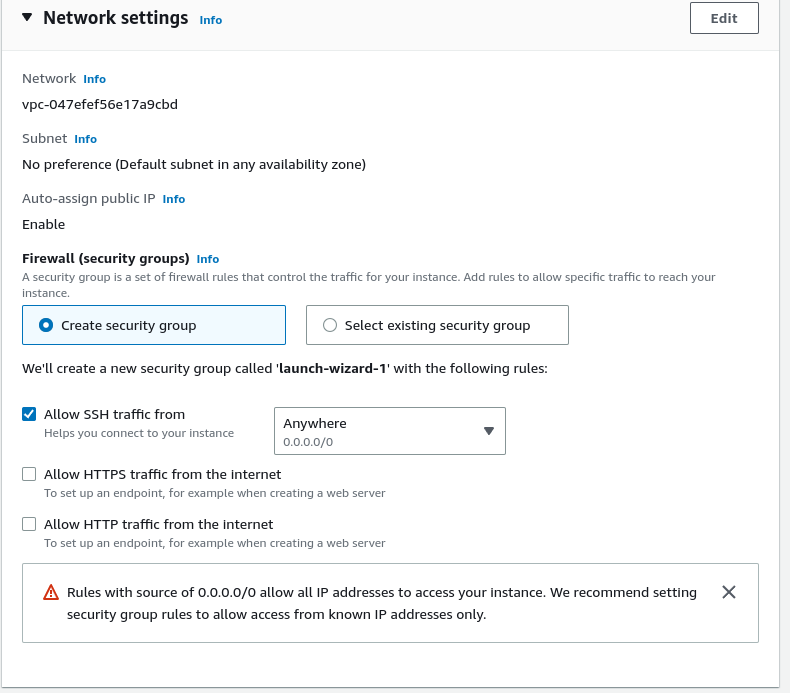 Network settings Info
Edit
Network Info
vpc-047efef56e17a9cbd
Subnet Info
No preference (Default subnet in any availability zone)
Auto-assign public IP Info
Enable
Firewall (security groups) Info
A security group is a set of firewall rules that control the traffic for your instance. Add rules to allow specific traffic to reach your
instance.
Create security group
Select existing security group
We'll create a new security group called 'launch-wizard-1' with the following rules:
Allow SSH traffic from
Helps you connect to your instance
Anywhere
0.0.0.0/0
Allow HTTPS traffic from the internet
To set up an endpoint, for example when creating a web server
Allow HTTP traffic from the internet
To set up an endpoint, for example when creating a web server
Rules with source of 0.0.0.0/0 allow all IP addresses to access your instance. We recommend setting
security group rules to allow access from known IP addresses only.